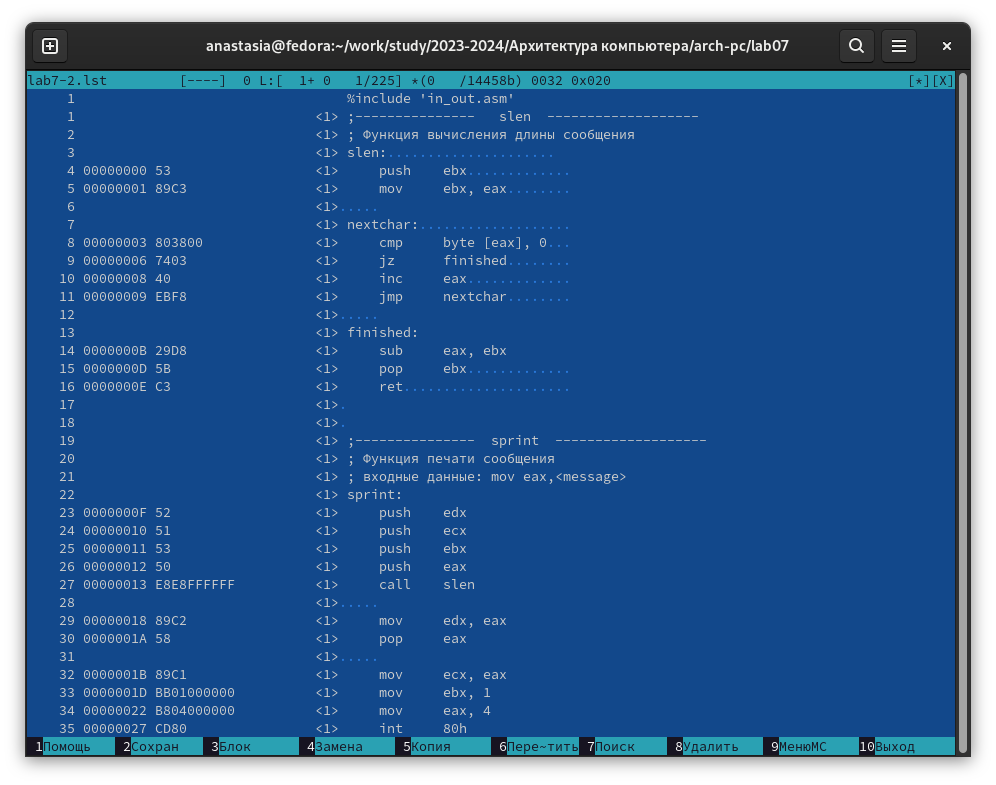 anastasia@fedora:~/work/study/2023-2024/Архитектура компьютера/arch-pc/lab07
lab7-2.lst         [----]  0 L:[  1+ 0   1/225] *(0   /14458b) 0032 0x020                                     [*][X]
     1                                  %include 'in_out.asm'
     1                              <1> ;---------------   slen  -------------------
     2                              <1> ; Функция вычисления длины сообщения
     3                              <1> slen:.....................
     4 00000000 53                  <1>     push    ebx.............
     5 00000001 89C3                <1>     mov     ebx, eax........
     6                              <1>.....
     7                              <1> nextchar:...................
     8 00000003 803800              <1>     cmp     byte [eax], 0...
     9 00000006 7403                <1>     jz      finished........
    10 00000008 40                  <1>     inc     eax.............
    11 00000009 EBF8                <1>     jmp     nextchar........
    12                              <1>.....
    13                              <1> finished:
    14 0000000B 29D8                <1>     sub     eax, ebx
    15 0000000D 5B                  <1>     pop     ebx.............
    16 0000000E C3                  <1>     ret.....................
    17                              <1>.
    18                              <1>.
    19                              <1> ;---------------  sprint  -------------------
    20                              <1> ; Функция печати сообщения
    21                              <1> ; входные данные: mov eax,<message>
    22                              <1> sprint:
    23 0000000F 52                  <1>     push    edx
    24 00000010 51                  <1>     push    ecx
    25 00000011 53                  <1>     push    ebx
    26 00000012 50                  <1>     push    eax
    27 00000013 E8E8FFFFFF          <1>     call    slen
    28                              <1>.....
    29 00000018 89C2                <1>     mov     edx, eax
    30 0000001A 58                  <1>     pop     eax
    31                              <1>.....
    32 0000001B 89C1                <1>     mov     ecx, eax
    33 0000001D BB01000000          <1>     mov     ebx, 1
    34 00000022 B804000000          <1>     mov     eax, 4
    35 00000027 CD80                <1>     int     80h
1Помощь 2Сохран 3Блок 4Замена 5Копия 6Пере~тить 7Поиск 8Удалить 9МенюМС 10Выход